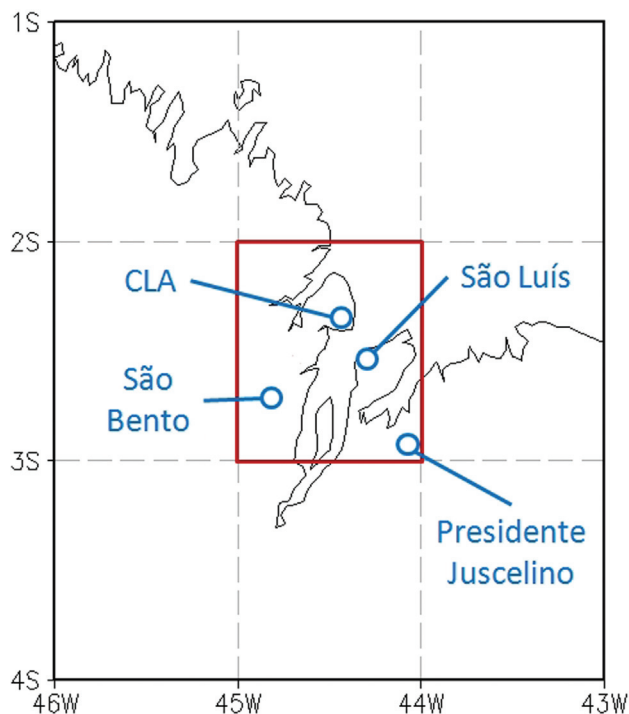 1S
2S
CLA
São Luís
São
Bento
3S
Presidente
Juscelino
4S
46W
45W
44W
43W